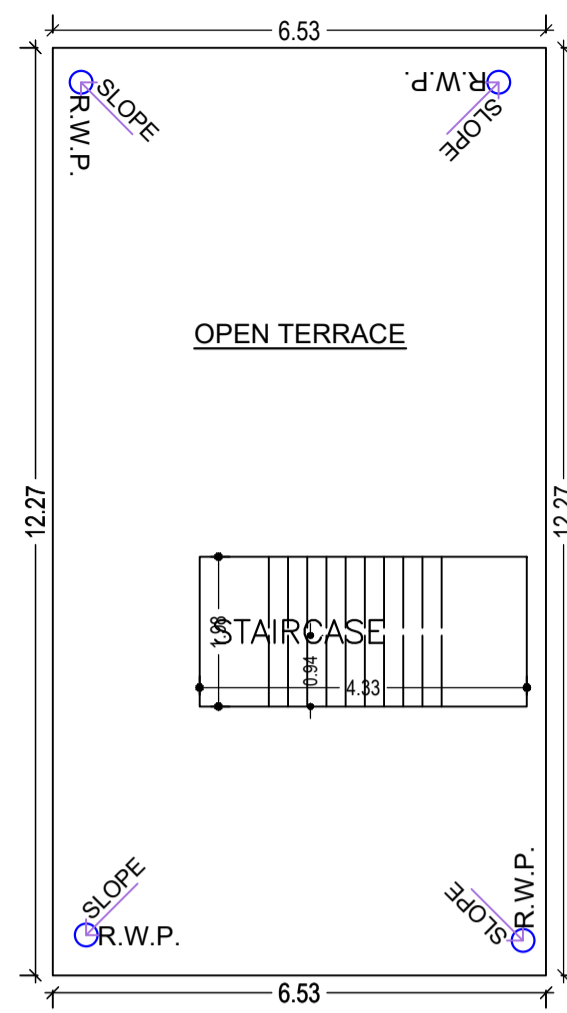 6.53
R.W.P.
SLOPE
R.W.P.
SLOPE
OPEN TERRACE
12.27
12.27
STAIRCASE
1.98
0.94
4.33
SLOPE
R.W.P.
SLOPE
R.W.P.
6.53